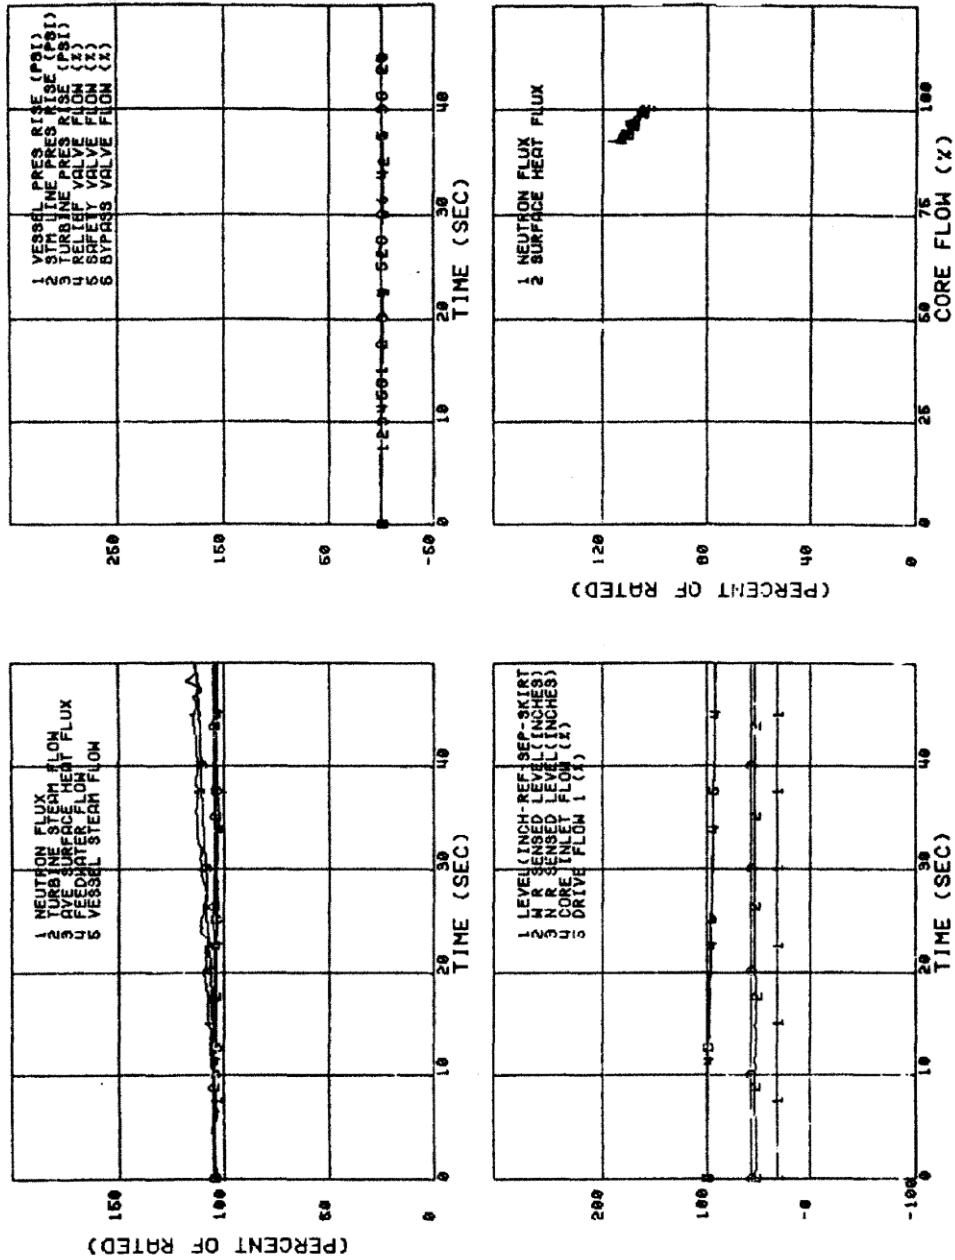 (PERCENT OF RATED)
150
100
50
0
1 NEUTRON FLUX
2 TURBINE STEAM FLOW
3 AVE SURFACE HEAT FLUX
4 FEEDWATER FLOW
5 VESSEL STEAM FLOW
0
10
20
30
40
TIME (SEC)
250
150
50
-50
1 VESSEL PRES RISE (PSI)
2 STM LINE PRES RISE (PSI)
3 TURBINE PRES RISE (PSI)
4 RELIEF VALVE FLOW (%)
5 SAFETY VALVE FLOW (%)
6 BYPASS VALVE FLOW (%)
0
10
20
30
40
TIME (SEC)
200
100
-0
-100
1 LEVEL(INCH-REF-SEP-SKIRT
2 W R SENSED LEVEL(INCHES)
3 N R SENSED LEVEL(INCHES)
4 CORE INLET FLOW (%)
5 DRIVE FLOW 1 (%)
0
10
20
30
40
TIME (SEC)
(PERCENT OF RATED)
120
80
40
0
1 NEUTRON FLUX
2 SURFACE HEAT FLUX
0
25
50
75
100
CORE FLOW (%)